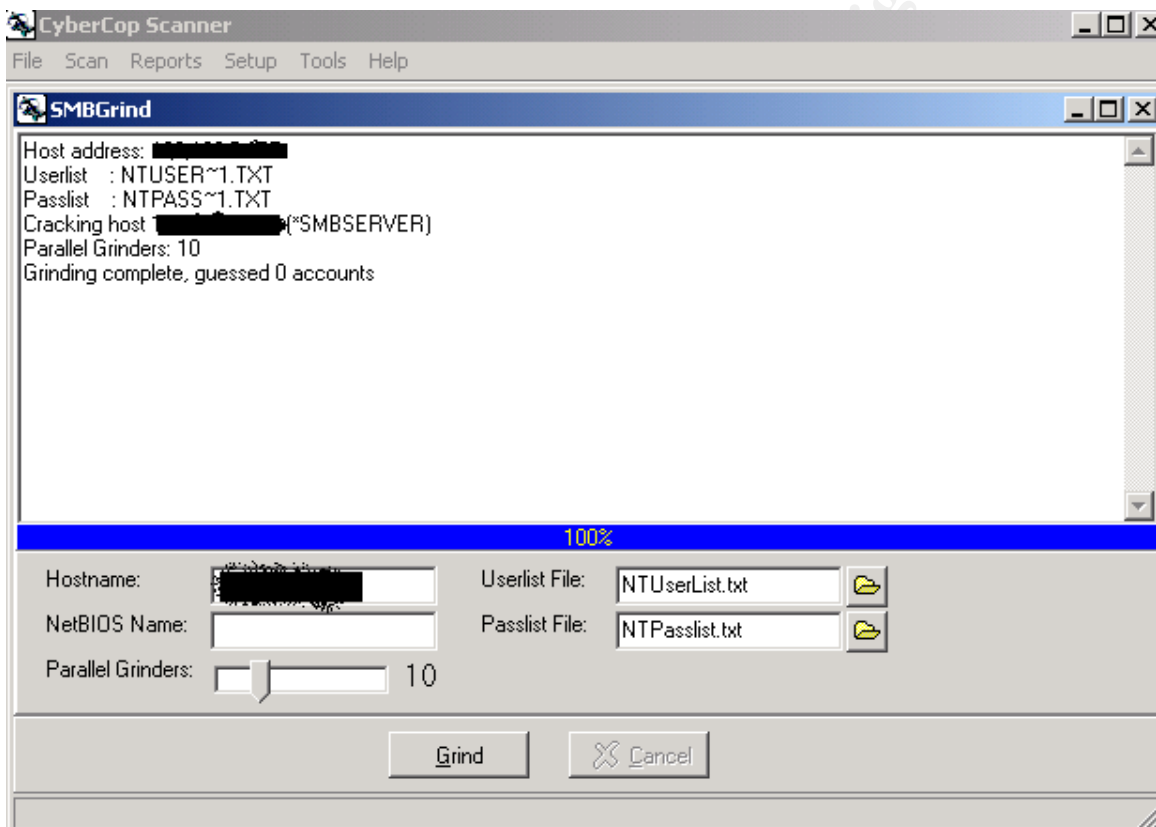 CyberCop Scanner
File Scan Reports Setup Tools Help
SMBGrind
Host address:
Userlist : NTUSER~1.TXT
Passlist : NTPASS~1.TXT
Cracking host (*SMBSERVER)
Parallel Grinders: 10
Grinding complete, guessed 0 accounts
100%
Hostname:
Userlist File: NTUserList.txt
NetBIOS Name:
Passlist File: NTPasslist.txt
Parallel Grinders: 10
Grind Cancel